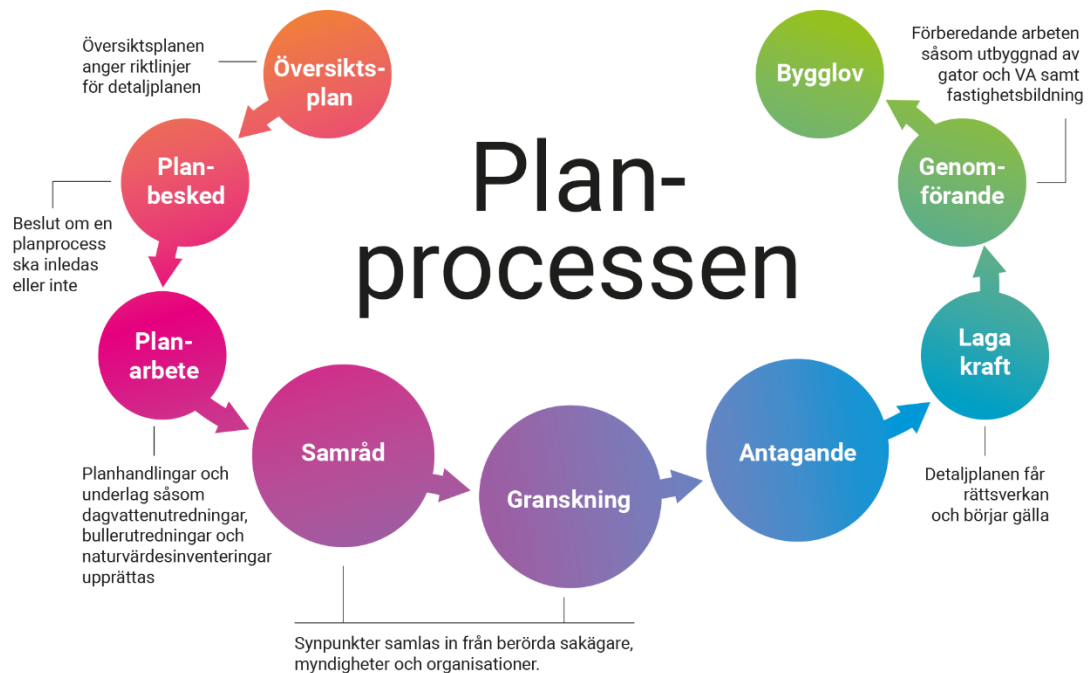 Översiktsplanen
anger riktlinjer
för detaljplanen
Översikts-
plan
Plan-
besked
Beslut om en
planprocess
ska inledas
eller inte
Plan-
arbete
Planhandlingar och
underlag såsom
dagvattenutredningar,
bullerutredningar och
naturvärdesinventeringar
upprättas
Plan-
processen
Samråd
Granskning
Synpunkter samlas in från berörda sakägare,
myndigheter och organisationer.
Antagande
Laga
kraft
Detaljplanen får
rättsverkan
och börjar gälla
Genom-
förande
Förberedande arbeten
såsom utbyggnad av
gator och VA samt
fastighetsbildning
Bygglov